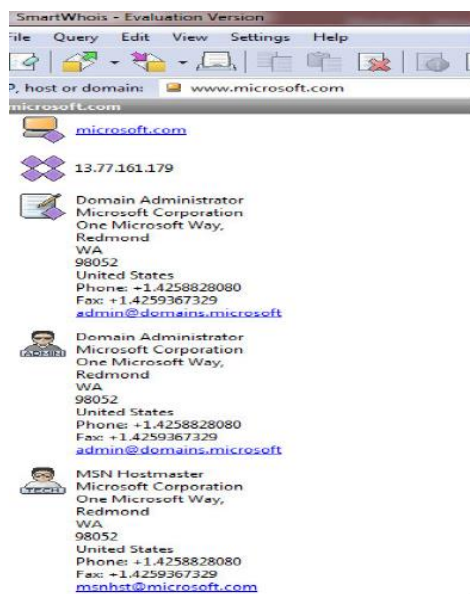 SmartWhois - Evaluation Version
File Query Edit View Settings Help
P, host or domain: www.microsoft.com
microsoft.com
microsoft.com
13.77.161.179
Domain Administrator
Microsoft Corporation
One Microsoft Way,
Redmond
WA
98052
United States
Phone: +1.4258828080
Fax: +1.4259367329
admin@domains.microsoft
ADMIN
Domain Administrator
Microsoft Corporation
One Microsoft Way,
Redmond
WA
98052
United States
Phone: +1.4258828080
Fax: +1.4259367329
admin@domains.microsoft
TECH
MSN Hostmaster
Microsoft Corporation
One Microsoft Way,
Redmond
WA
98052
United States
Phone: +1.4258828080
Fax: +1.4259367329
msnhst@microsoft.com